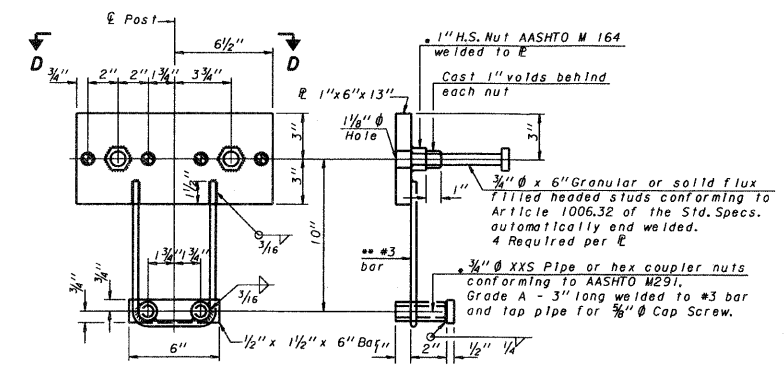 ℄ Post
6½"
D D
¾" 2" 2" 1¾" 3¾"
• 1" H.S. Nut AASHTO M 164
welded to ℙ
Cast 1" voids behind
each nut
ℙ 1"x6"x13"
1⅛" Ø
Hole
3"
3"
3"
1½"
1"
¾" Ø x 6" Granular or solid flux
filled headed studs conforming to
Article 1006.32 of the Std. Specs.
automatically end welded.
4 Required per ℙ
10"
3/16
** #3
bar
1¾" 1¾"
¾"
¾"
3/16
• ¾" Ø XXS Pipe or hex coupler nuts
conforming to AASHTO M291,
Grade A - 3" long welded to #3 bar
and tap pipe for ⅝" Ø Cap Screw.
½" x 1½" x 6" Bar
6"
1" 2" ½" ¼